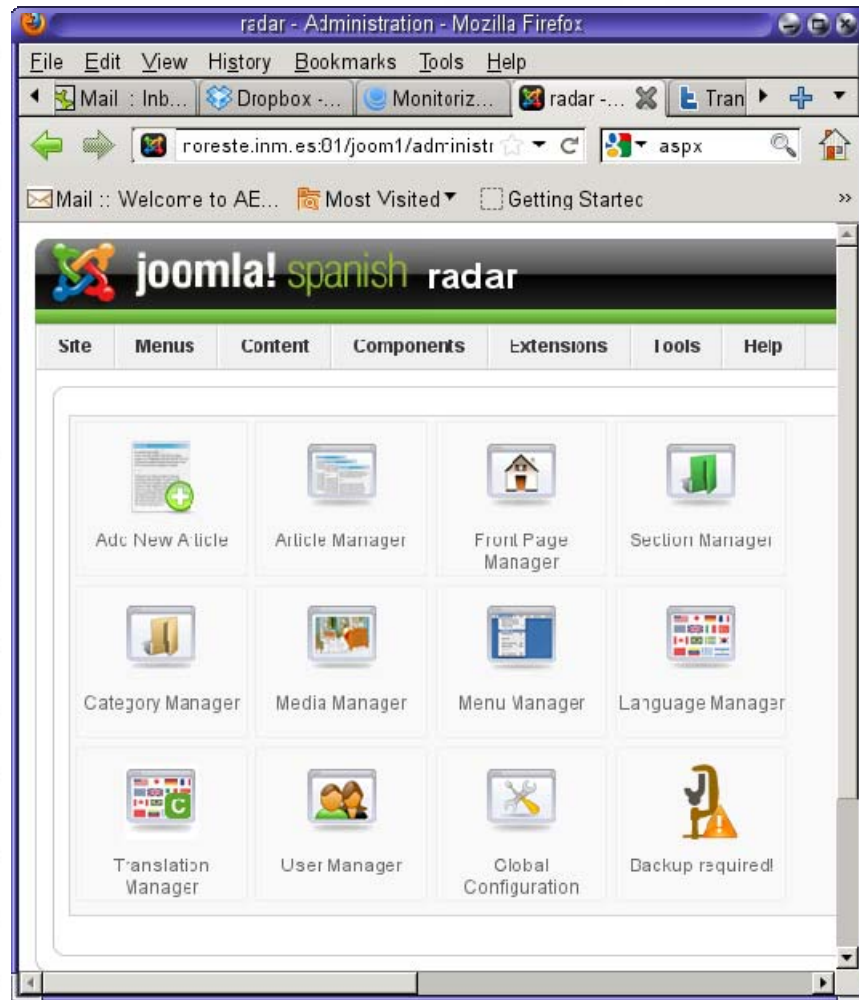 radar - Administration - Mozilla Firefox
File Edit View History Bookmarks Tools Help
Mail : Inb... Dropbox -... Monitoriz... radar -... Tran
roreste.inm.es:01/joom1/administr aspx
Mail :: Welcome to AE... Most Visited Getting Started
joomla! spanish radar
Site Menus Content Components Extensions Tools Help
Add New Article Article Manager Front Page Manager Section Manager
Category Manager Media Manager Menu Manager Language Manager
Translation Manager User Manager Global Configuration Backup required!